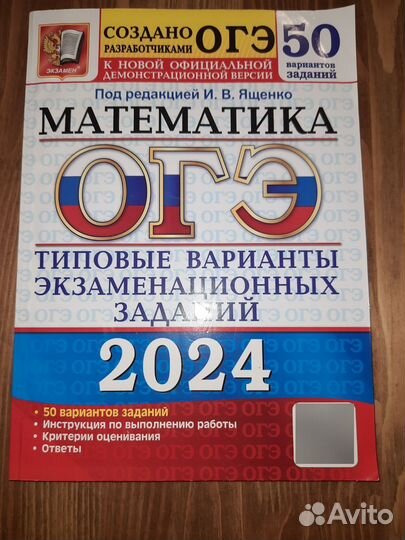 ЭКЗАМЕН
СОЗДАНО
РАЗРАБОТЧИКАМИ
ОГЭ
К НОВОЙ ОФИЦИАЛЬНОЙ
ДЕМОНСТРАЦИОННОЙ ВЕРСИИ
50
вариантов
заданий
Под редакцией И. В. Ященко
МАТЕМАТИКА
ОГЭ
ТИПОВЫЕ ВАРИАНТЫ
ЭКЗАМЕНАЦИОННЫХ
ЗАДАНИЙ
2024
• 50 вариантов заданий
• Инструкция по выполнению работы
• Критерии оценивания
• Ответы
Avito